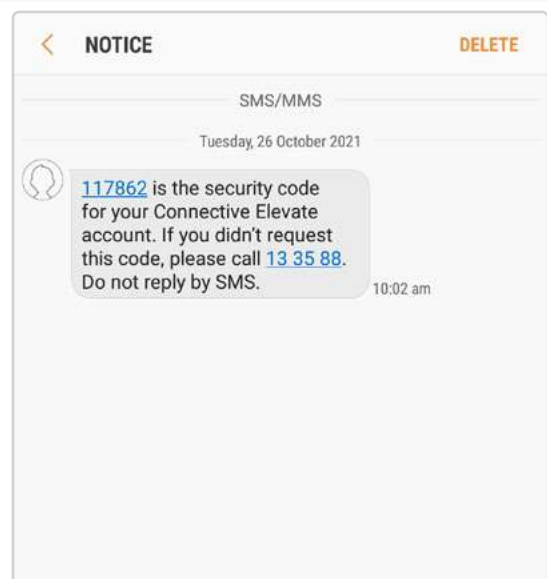 NOTICE DELETE
SMS/MMS
Tuesday, 26 October 2021
117862 is the security code
for your Connective Elevate
account. If you didn't request
this code, please call 13 35 88.
Do not reply by SMS.
10:02 am